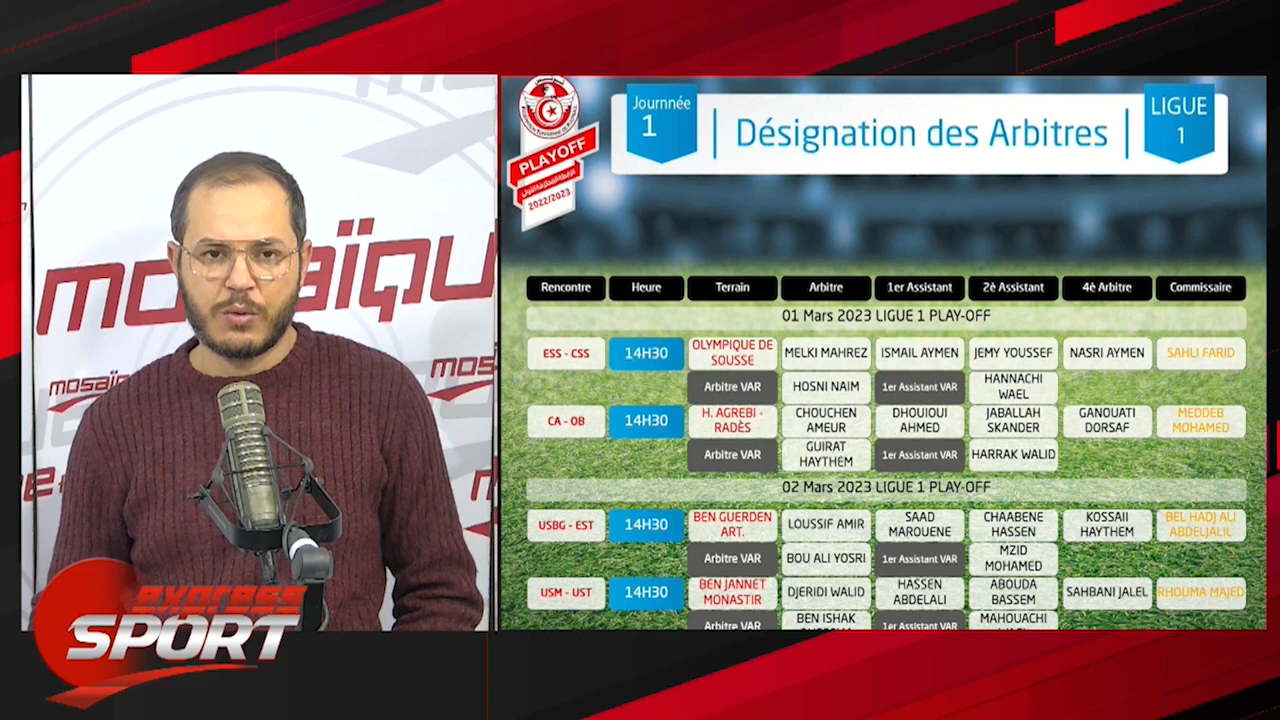 mosaïqu
mosaïq
mos
express
SPORT
PLAYOFF
2022/2023
Journnée
1
Désignation des Arbitres
LIGUE
1
Rencontre Heure Terrain Arbitre 1er Assistant 2è Assistant 4è Arbitre Commissaire
01 Mars 2023 LIGUE 1 PLAY-OFF
ESS - CSS 14H30 OLYMPIQUE DE SOUSSE MELKI MAHREZ ISMAIL AYMEN JEMY YOUSSEF NASRI AYMEN SAHLI FARID
Arbitre VAR HOSNI NAIM 1er Assistant VAR HANNACHI WAEL
CA - OB 14H30 H. AGREBI - RADÈS CHOUCHEN AMEUR DHOUIOUI AHMED JABALLAH SKANDER GANOUATI DORSAF MEDDEB MOHAMED
Arbitre VAR GUIRAT HAYTHEM 1er Assistant VAR HARRAK WALID
02 Mars 2023 LIGUE 1 PLAY-OFF
USBG - EST 14H30 BEN GUERDEN ART. LOUSSIF AMIR SAAD MAROUENE CHAABENE HASSEN KOSSAII HAYTHEM BEL HADJ ALI ABDELJALIL
Arbitre VAR BOU ALI YOSRI 1er Assistant VAR MZID MOHAMED
USM - UST 14H30 BEN JANNET MONASTIR DJERIDI WALID HASSEN ABDELALI ABOUDA BASSEM SAHBANI JALEL RHOUMA MAJED
Arbitre VAR BEN ISHAK 1er Assistant VAR MAHOUACHI